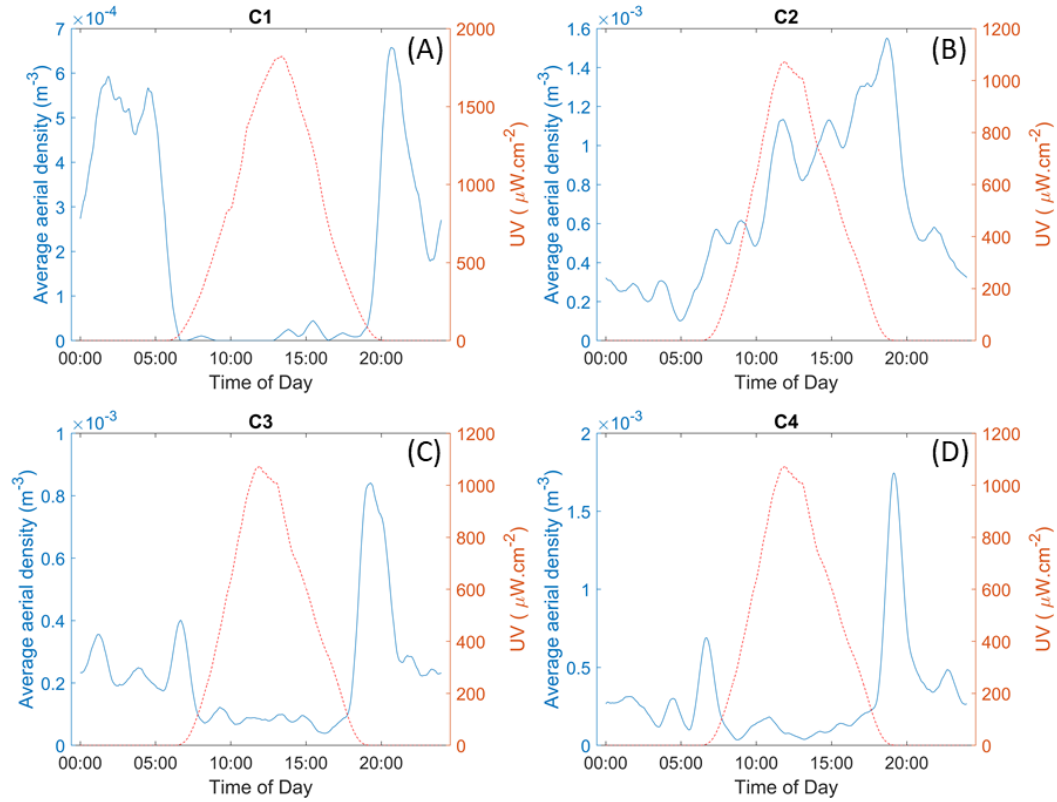 C1
(A)
×10⁻⁴
7
6
5
4
3
2
1
0
Average aerial density (m⁻³)
2000
1500
1000
500
0
UV ( μW.cm⁻²)
00:00 05:00 10:00 15:00 20:00
Time of Day
C2
(B)
×10⁻³
1.6
1.4
1.2
1
0.8
0.6
0.4
0.2
0
Average aerial density (m⁻³)
1200
1000
800
600
400
200
0
UV ( μW.cm⁻²)
00:00 05:00 10:00 15:00 20:00
Time of Day
C3
(C)
×10⁻³
1
0.8
0.6
0.4
0.2
0
Average aerial density (m⁻³)
1200
1000
800
600
400
200
0
UV ( μW.cm⁻²)
00:00 05:00 10:00 15:00 20:00
Time of Day
C4
(D)
×10⁻³
2
1.5
1
0.5
0
Average aerial density (m⁻³)
1200
1000
800
600
400
200
0
UV ( μW.cm⁻²)
00:00 05:00 10:00 15:00 20:00
Time of Day